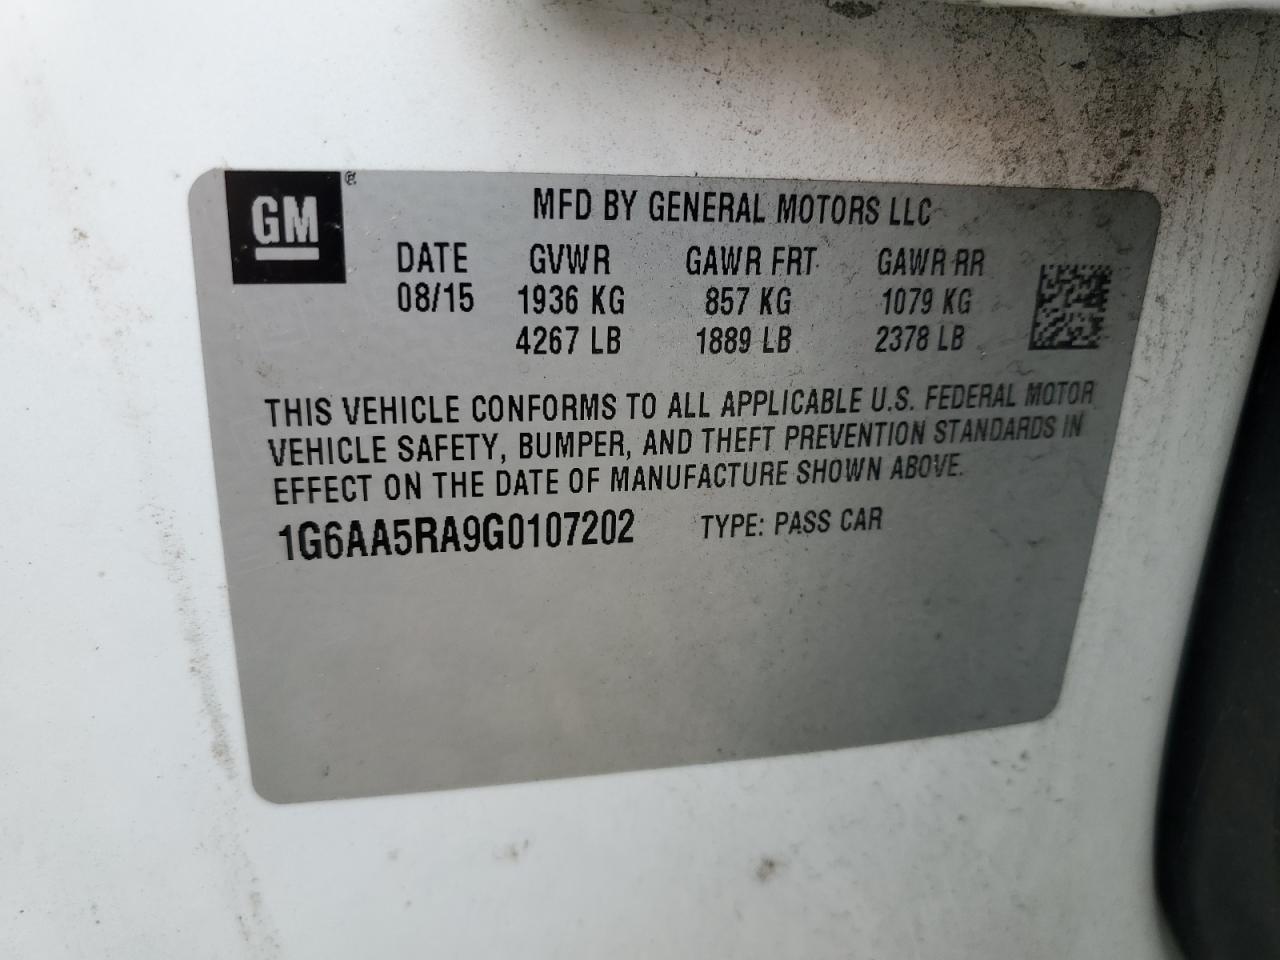 GM ®
MFD BY GENERAL MOTORS LLC
DATE GVWR GAWR FRT GAWR RR
08/15 1936 KG 857 KG 1079 KG
4267 LB 1889 LB 2378 LB
THIS VEHICLE CONFORMS TO ALL APPLICABLE U.S. FEDERAL MOTOR
VEHICLE SAFETY, BUMPER, AND THEFT PREVENTION STANDARDS IN
EFFECT ON THE DATE OF MANUFACTURE SHOWN ABOVE.
1G6AA5RA9G0107202 TYPE: PASS CAR